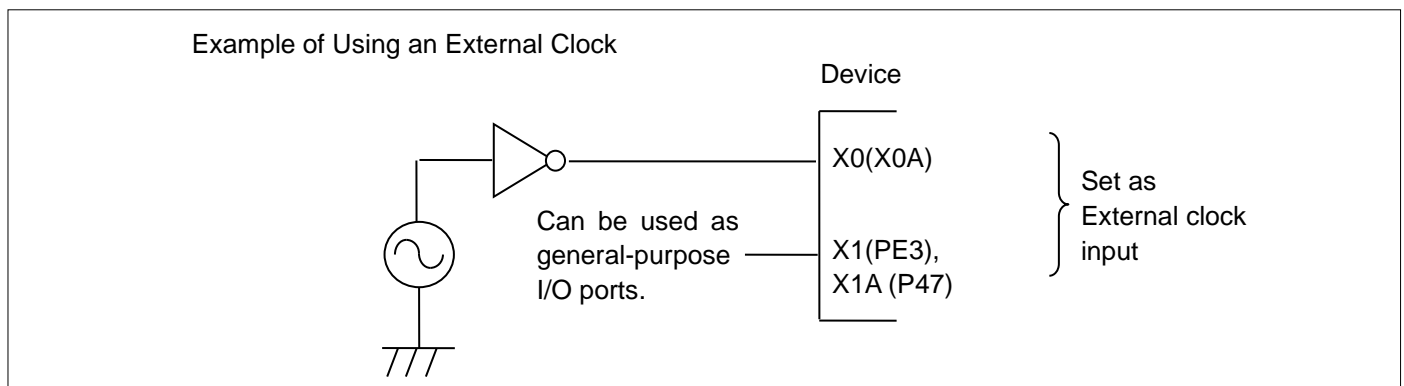 Example of Using an External Clock
Device
X0(X0A)
Can be used as
general-purpose
I/O ports.
X1(PE3),
X1A (P47)
Set as
External clock
input